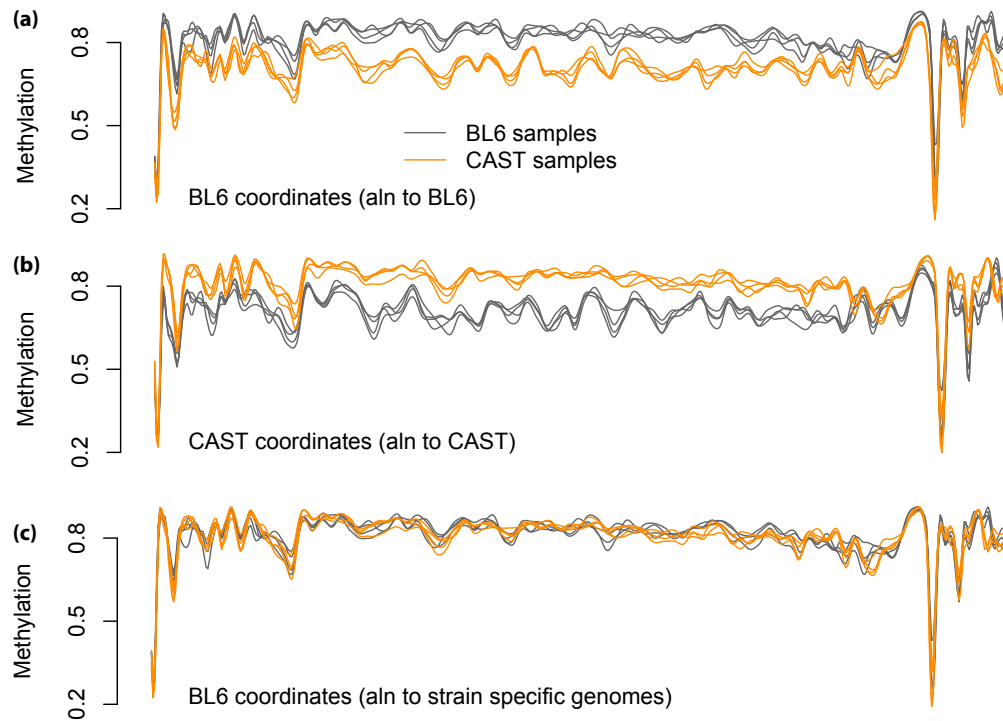 (a)
Methylation
0.8
0.5
0.2
BL6 samples
CAST samples
BL6 coordinates (aln to BL6)
(b)
Methylation
0.8
0.5
0.2
CAST coordinates (aln to CAST)
(c)
Methylation
0.8
0.5
0.2
BL6 coordinates (aln to strain specific genomes)